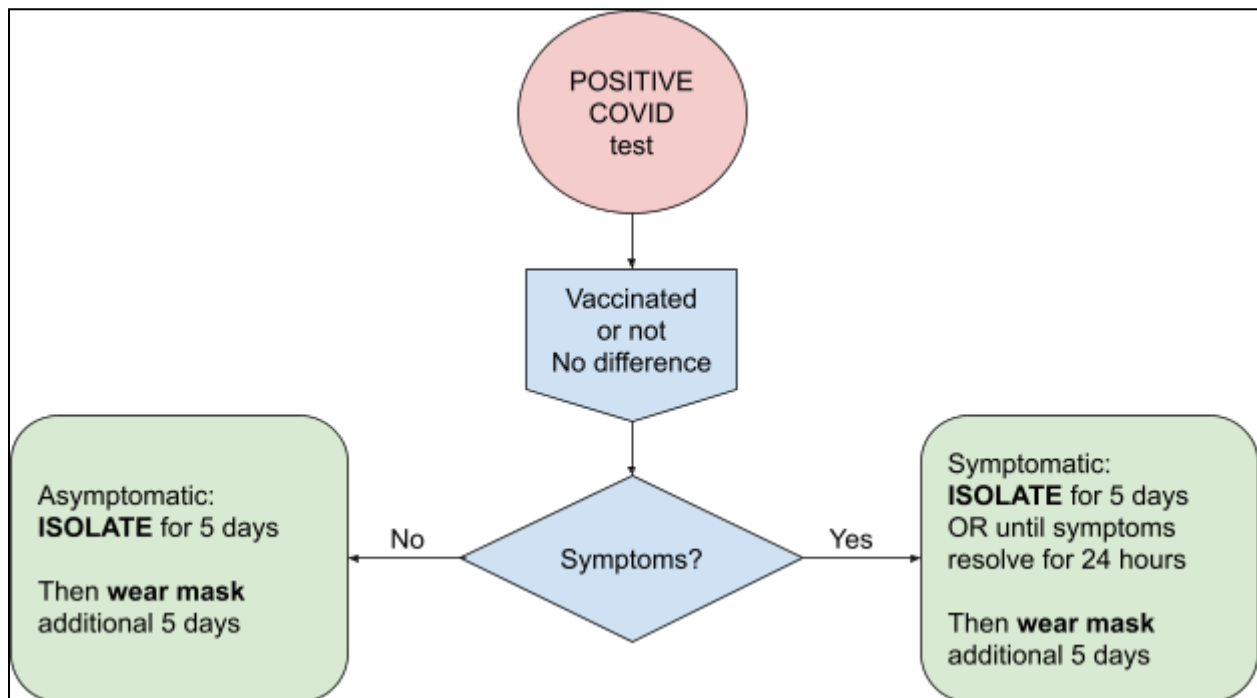 POSITIVE
COVID
test
Vaccinated
or not
No difference
Symptoms?
No
Asymptomatic:
ISOLATE for 5 days
Then wear mask
additional 5 days
Yes
Symptomatic:
ISOLATE for 5 days
OR until symptoms
resolve for 24 hours
Then wear mask
additional 5 days